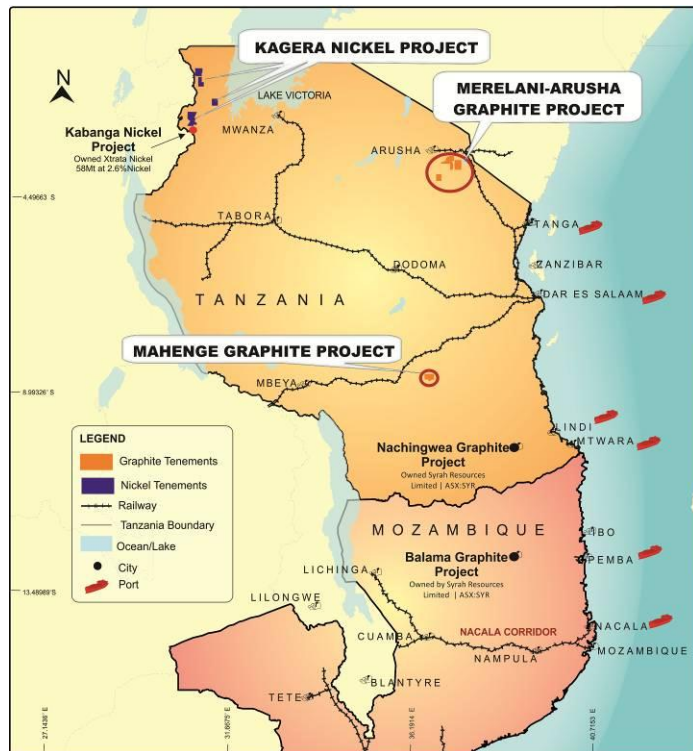 KAGERA NICKEL PROJECT
N
LAKE VICTORIA
MERELANI-ARUSHA
GRAPHITE PROJECT
Kabanga Nickel
Project
Owned Xtrata Nickel
58Mt at 2.6%Nickel
MWANZA
ARUSHA
4.49663 S
TABORA
TANGA
DODOMA
ZANZIBAR
TANZANIA
DAR ES SALAAM
MAHENGE GRAPHITE PROJECT
MBEYA
8.99326' S
LINDI
MTWARA
Nachingwea Graphite
Project
Owned Syrah Resources
Limited | ASX:SYR
LEGEND
Graphite Tenements
Nickel Tenements
Railway
Tanzania Boundary
Ocean/Lake
City
Port
MOZAMBIQUE
IBO
Balama Graphite
Project
Owned by Syrah Resources
Limited | ASX:SYR
PEMBA
LICHINGA
13.48989'S
LILONGWE
CUAMBA
NACALA CORRIDOR
NACALA
NAMPULA
MOZAMBIQUE
BLANTYRE
TETE
27.1436' E
31.6675' E
36.1914' E
40.7153' E